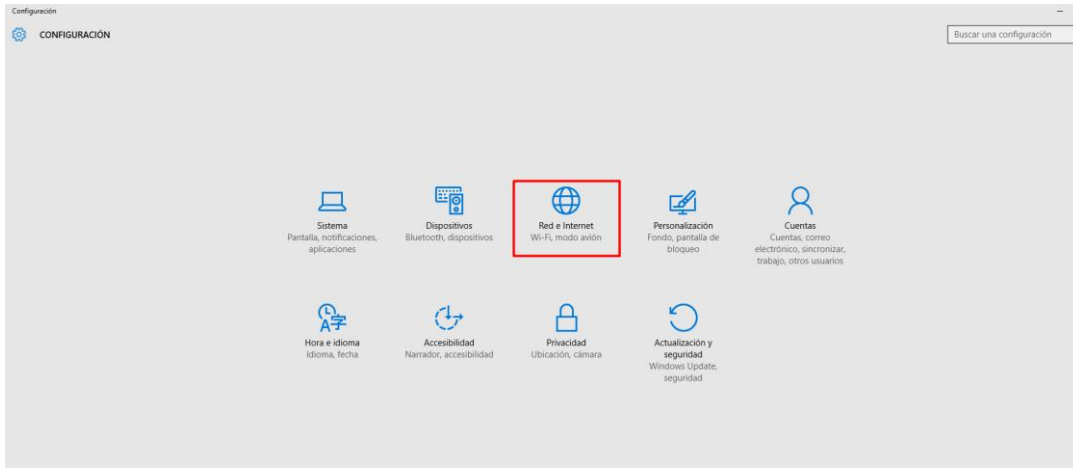 Configuración
CONFIGURACIÓN
Buscar una configuración
Sistema
Pantalla, notificaciones,
aplicaciones
Dispositivos
Bluetooth, dispositivos
Red e Internet
Wi-Fi, modo avión
Personalización
Fondo, pantalla de
bloqueo
Cuentas
Cuentas, correo
electrónico, sincronizar,
trabajo, otros usuarios
Hora e idioma
Idioma, fecha
Accesibilidad
Narrador, accesibilidad
Privacidad
Ubicación, cámara
Actualización y
seguridad
Windows Update,
seguridad